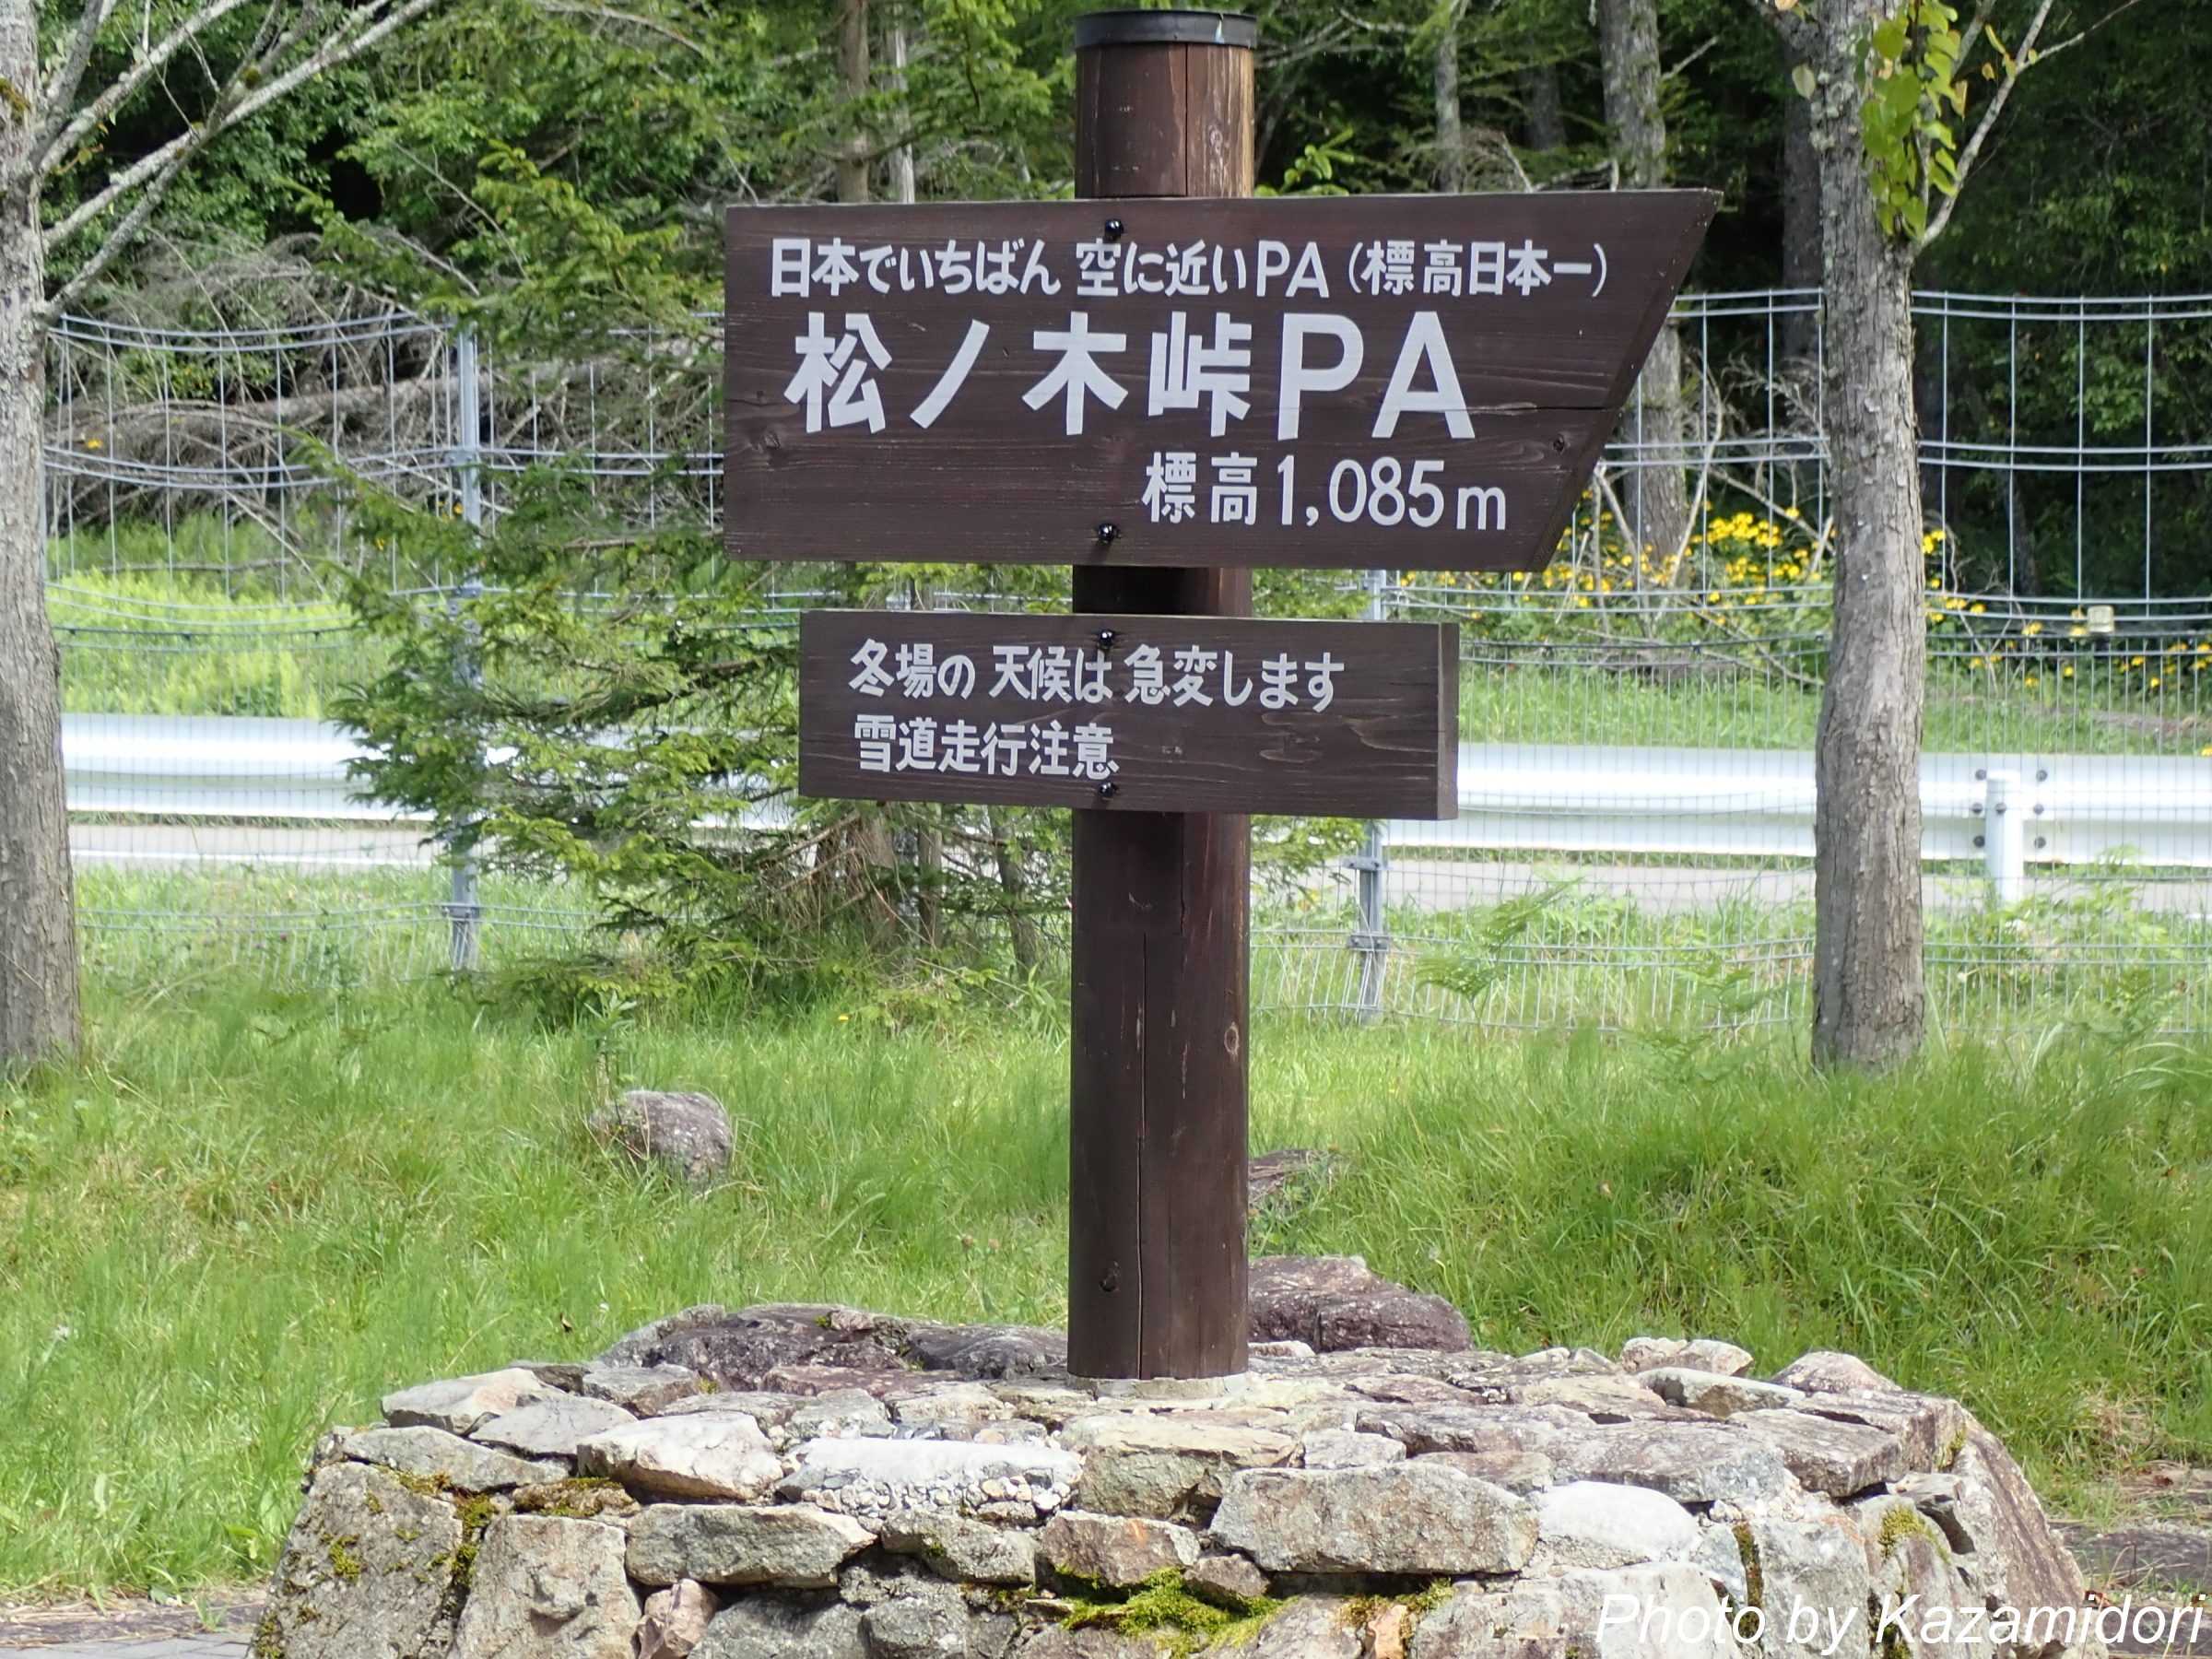 日本でいちばん 空に近いPA (標高日本一)
松ノ木峠PA
標高1,085m
冬場の 天候は 急変します
雪道走行注意
Photo by Kazamidori